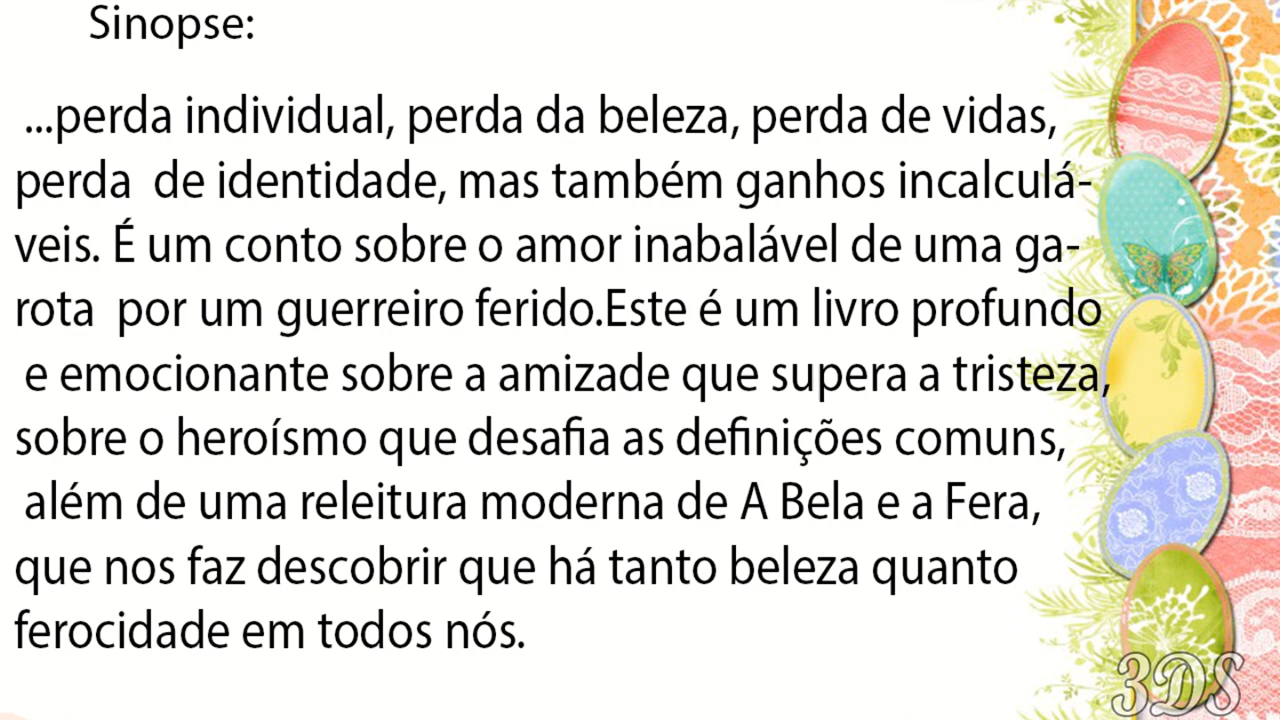 Sinopse:
...perda individual, perda da beleza, perda de vidas,
perda de identidade, mas também ganhos incalculá-
veis. É um conto sobre o amor inabalável de uma ga-
rota por um guerreiro ferido.Este é um livro profundo
e emocionante sobre a amizade que supera a tristeza,
sobre o heroísmo que desafia as definições comuns,
além de uma releitura moderna de A Bela e a Fera,
que nos faz descobrir que há tanto beleza quanto
ferocidade em todos nós.
3DS